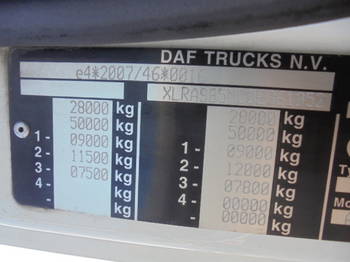 DAF TRUCKS N.V.
e4*2007/46*001
28000 kg 28000 kg
50000 kg 50000 kg
1- 09000 kg 1- 09000 kg
2- 11500 kg 2- 12000 kg
3- 07500 kg 3- 07800 kg
4- kg 4- 00000 kg
kg 00000 kg